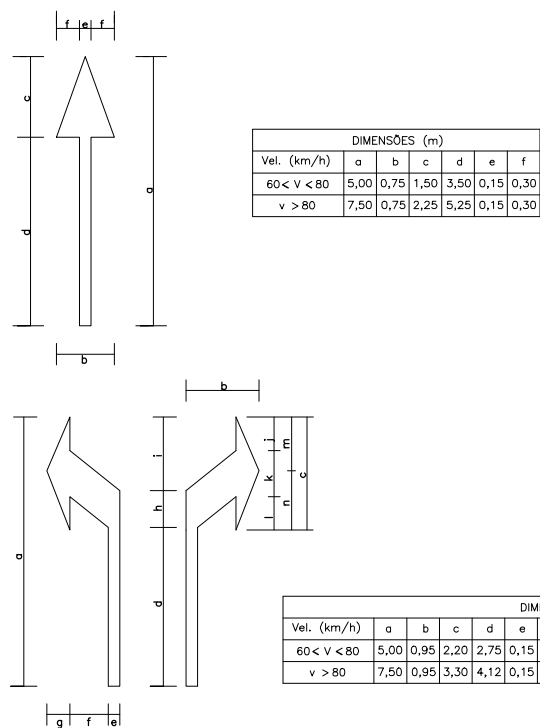 f e f
c
a
d
b
DIMENSÕES (m)
Vel. (km/h) a b c d e f
60< V <80 5,00 0,75 1,50 3,50 0,15 0,30
v >80 7,50 0,75 2,25 5,25 0,15 0,30
b
i j m
k c
h l n
a
d
g f e
DIM
Vel. (km/h) a b c d e
60< V <80 5,00 0,95 2,20 2,75 0,15
v >80 7,50 0,95 3,30 4,12 0,15